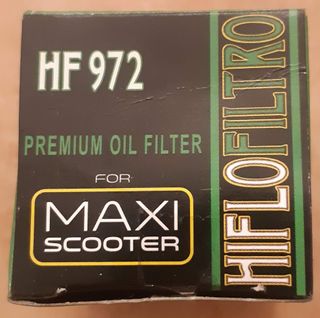 HF 972
PREMIUM OIL FILTER
FOR
MAXI
SCOOTER
HIFLOFILTRO